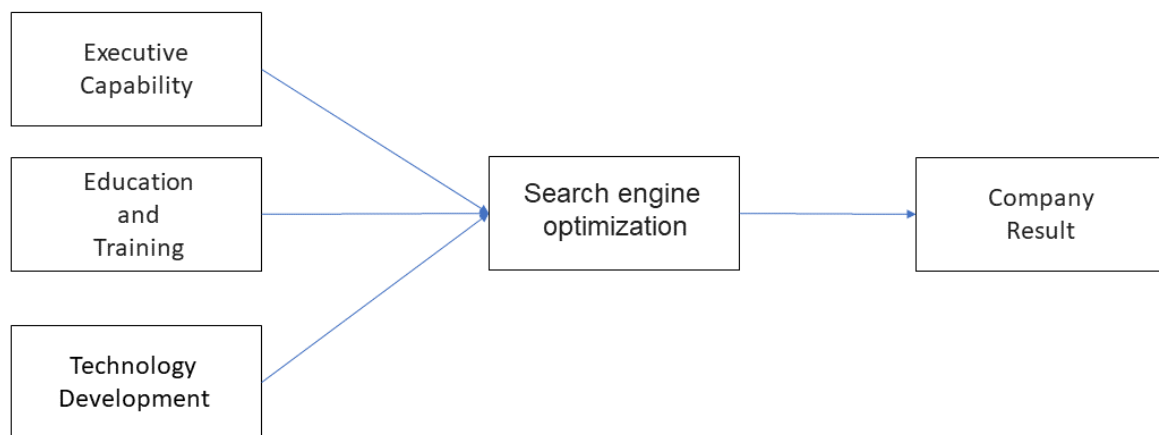 Executive
Capability
Education
and
Training
Technology
Development
Search engine
optimization
Company
Result